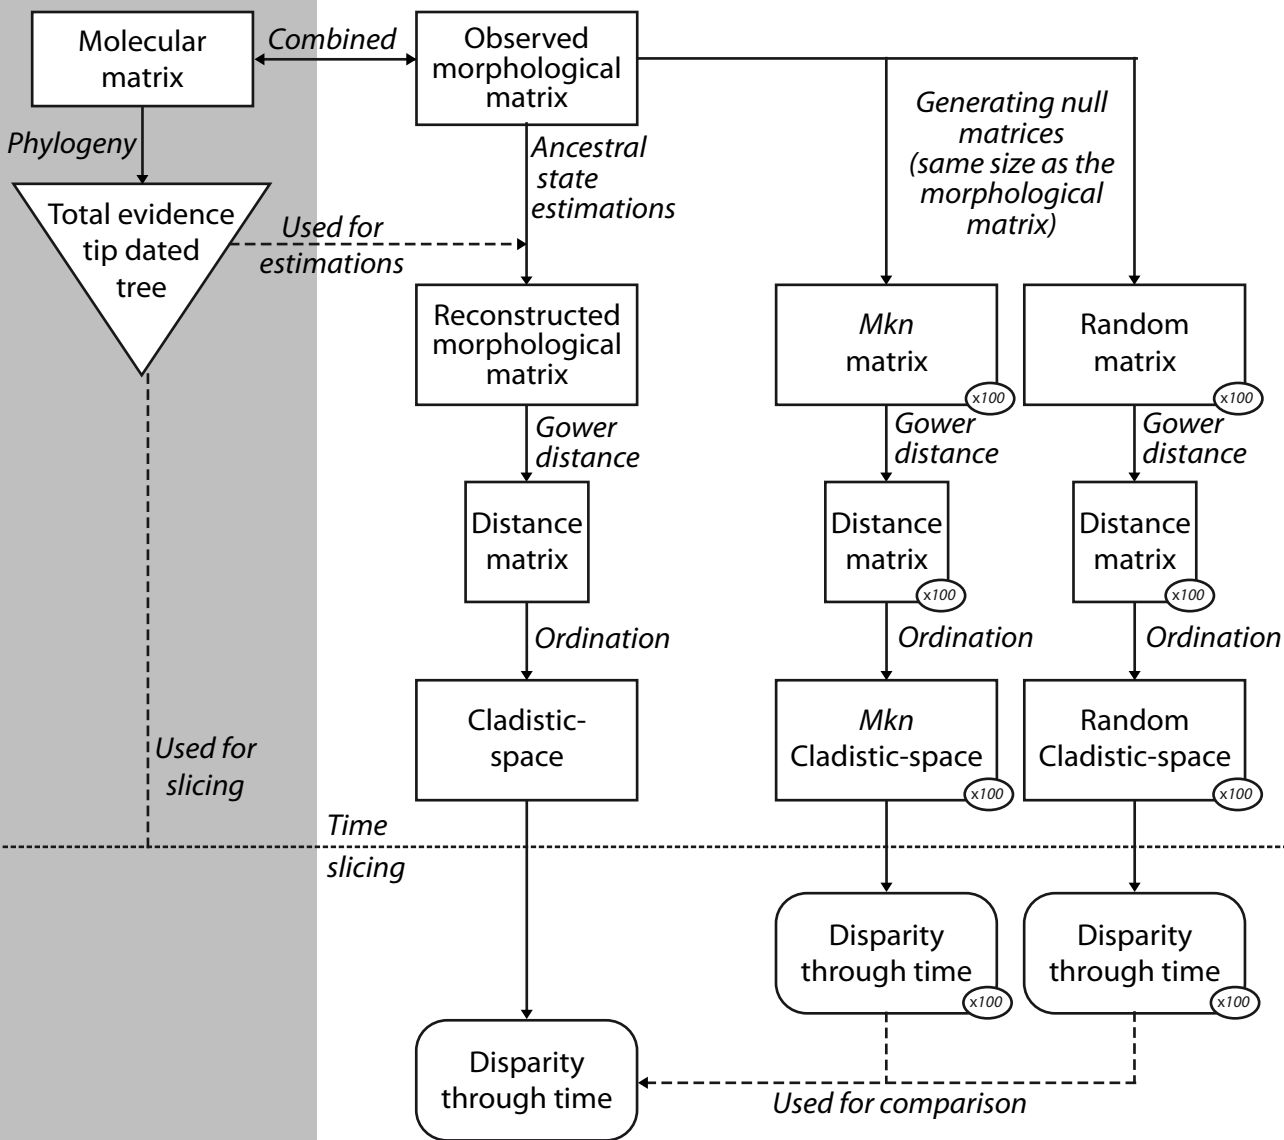 Molecular
matrix
Combined
Observed
morphological
matrix
Phylogeny
Ancestral
state
estimations
Generating null
matrices
(same size as the
morphological
matrix)
Total evidence
tip dated
tree
Used for
estimations
Reconstructed
morphological
matrix
Mkn
matrix
x100
Random
matrix
x100
Gower
distance
Gower
distance
Gower
distance
Distance
matrix
Distance
matrix
x100
Distance
matrix
x100
Ordination
Ordination
Ordination
Cladistic-
space
Mkn
Cladistic-space
x100
Random
Cladistic-space
x100
Used for
slicing
Time
slicing
Disparity
through time
x100
Disparity
through time
x100
Disparity
through time
Used for comparison